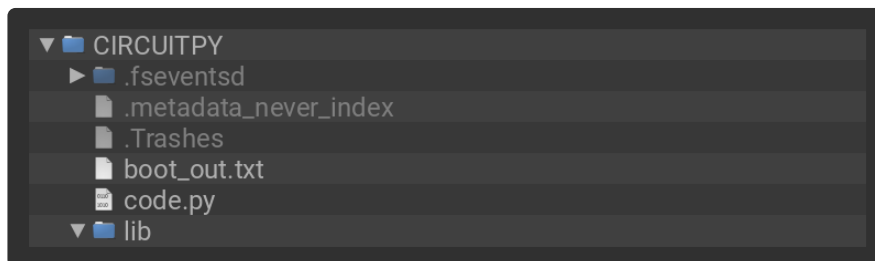 CIRCUITPY
.fseventsd
.metadata_never_index
.Trashes
boot_out.txt
code.py
lib